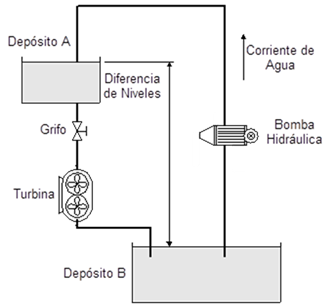 Depósito A
Diferencia
de Niveles
Corriente de
Agua
Grifo
Bomba
Hidráulica
Turbina
Depósito B